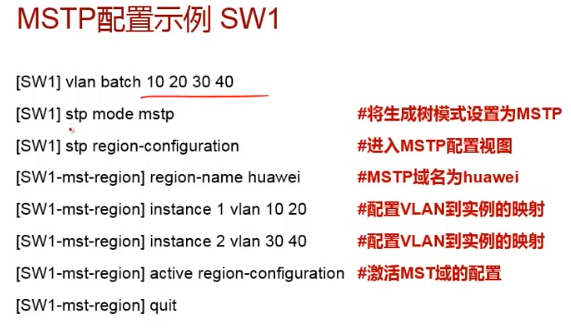 MSTP配置示例 SW1
[SW1] vlan batch 10 20 30 40
[SW1] stp mode mstp #将生成树模式设置为MSTP
[SW1] stp region-configuration #进入MSTP配置视图
[SW1-mst-region] region-name huawei #MSTP域名为huawei
[SW1-mst-region] instance 1 vlan 10 20 #配置VLAN到实例的映射
[SW1-mst-region] instance 2 vlan 30 40 #配置VLAN到实例的映射
[SW1-mst-region] active region-configuration #激活MST域的配置
[SW1-mst-region] quit